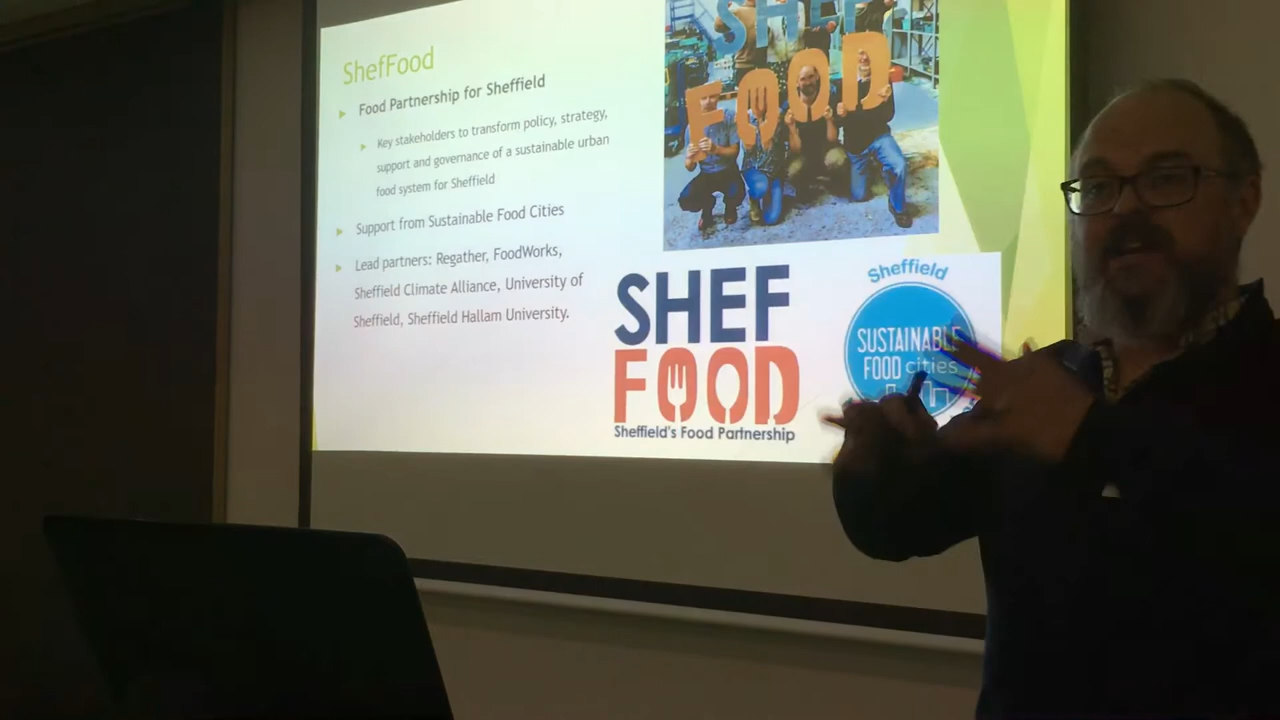 ShefFood
Food Partnership for Sheffield
Key stakeholders to transform policy, strategy,
support and governance of a sustainable urban
food system for Sheffield
Support from Sustainable Food Cities
Lead partners: Regather, FoodWorks,
Sheffield Climate Alliance, University of
Sheffield, Sheffield Hallam University.
SHEF
FOOD
SHEF
FOOD
Sheffield's Food Partnership
Sheffield
SUSTAINABLE
FOOD cities